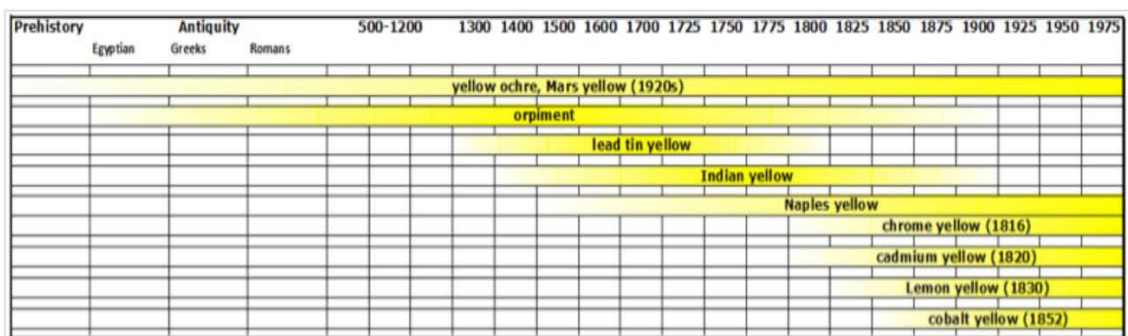 Prehistory Antiquity 500-1200 1300 1400 1500 1600 1700 1725 1750 1775 1800 1825 1850 1875 1900 1925 1950 1975
Egyptian Greeks Romans
yellow ochre, Mars yellow (1920s)
orpiment
lead tin yellow
Indian yellow
Naples yellow
chrome yellow (1816)
cadmium yellow (1820)
Lemon yellow (1830)
cobalt yellow (1852)